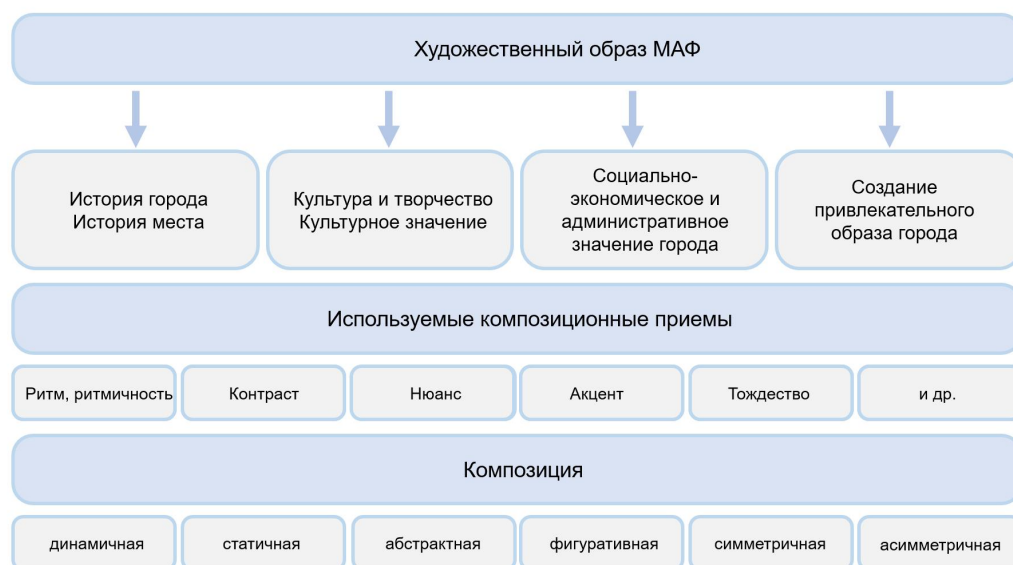 Художественный образ МАФ
История города
История места
Культура и творчество
Культурное значение
Социально-
экономическое и
административное
значение города
Создание
привлекательного
образа города
Используемые композиционные приемы
Ритм, ритмичность
Контраст
Нюанс
Акцент
Тождество
и др.
Композиция
динамичная
статичная
абстрактная
фигуративная
симметричная
асимметричная